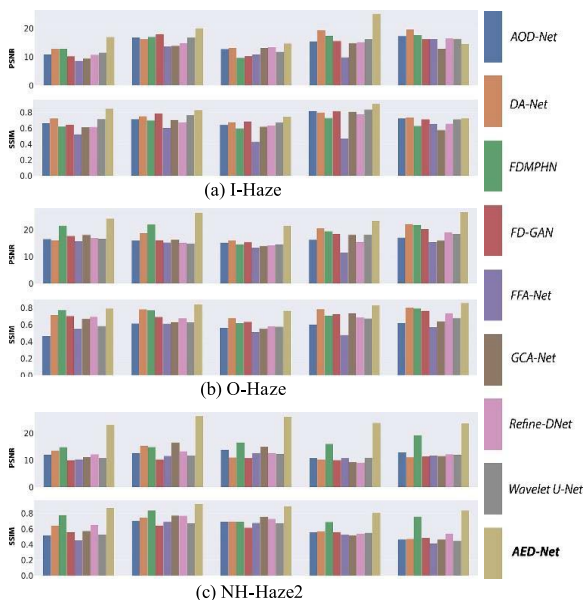 PSNR
20
10
0
SSIM
0.8
0.6
0.4
0.2
0.0
(a) I-Haze
PSNR
20
10
0
SSIM
0.8
0.6
0.4
0.2
0.0
(b) O-Haze
PSNR
20
10
0
SSIM
0.8
0.6
0.4
0.2
0.0
(c) NH-Haze2
AOD-Net
DA-Net
FDMPHN
FD-GAN
FFA-Net
GCA-Net
Refine-DNet
Wavelet U-Net
AED-Net